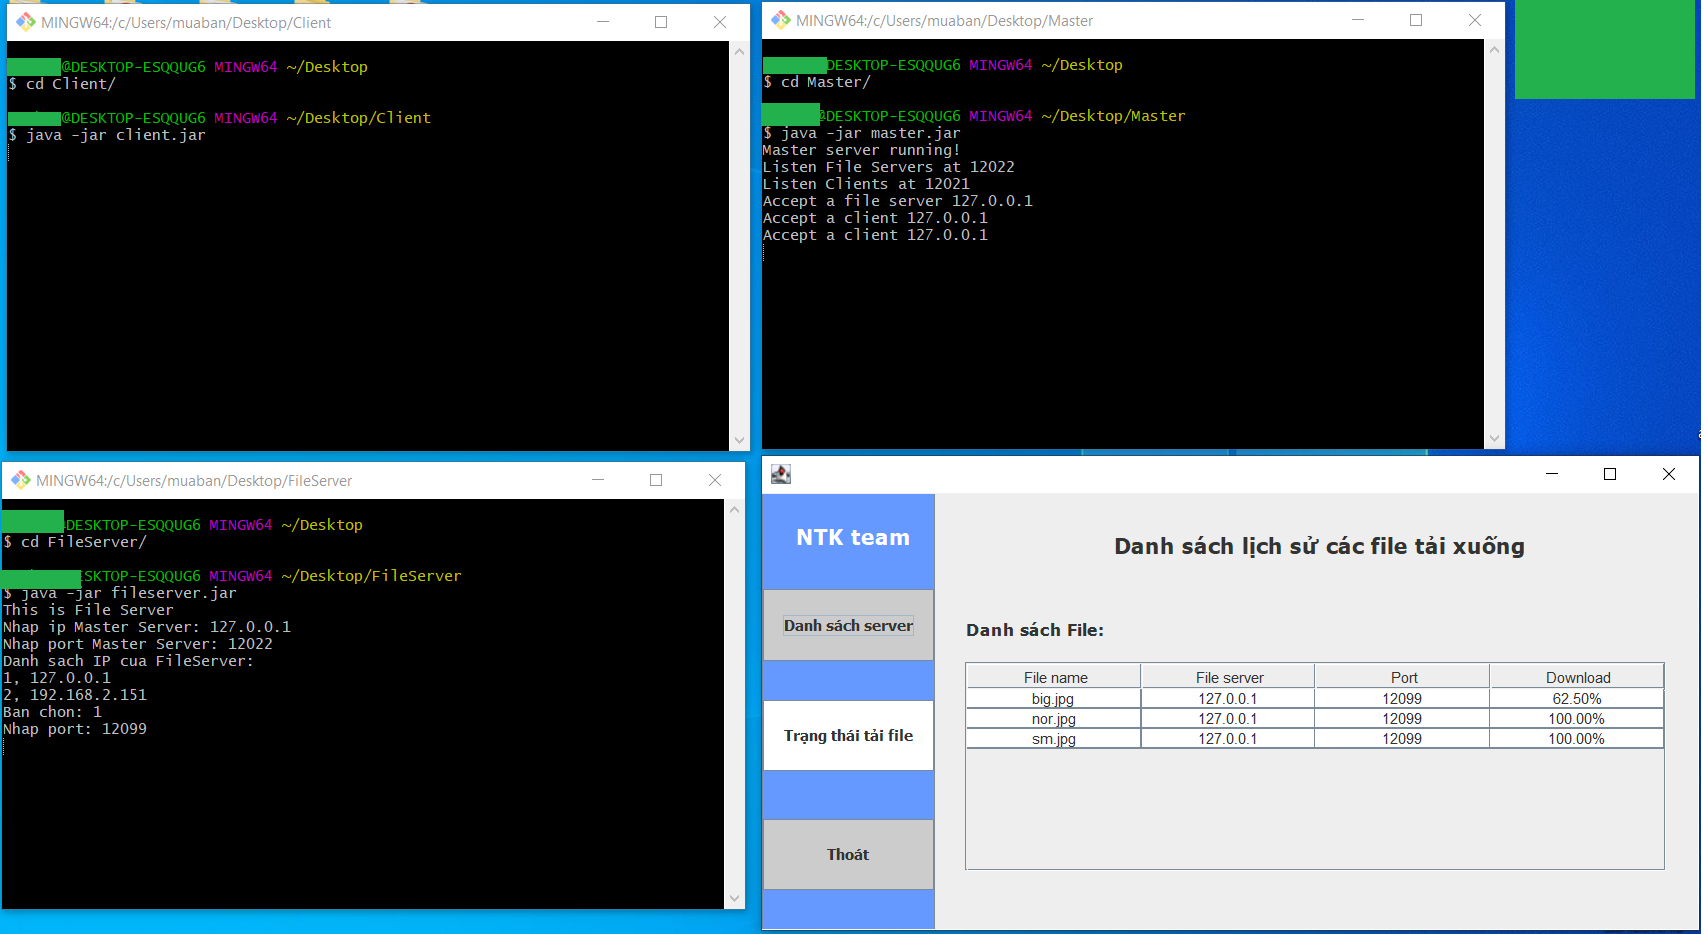 MINGW64:/c/Users/muaban/Desktop/Client
@DESKTOP-ESQQUG6 MINGW64 ~/Desktop
$ cd Client/
@DESKTOP-ESQQUG6 MINGW64 ~/Desktop/Client
$ java -jar client.jar
MINGW64:/c/Users/muaban/Desktop/Master
DESKTOP-ESQQUG6 MINGW64 ~/Desktop
$ cd Master/
@DESKTOP-ESQQUG6 MINGW64 ~/Desktop/Master
$ java -jar master.jar
Master server running!
Listen File Servers at 12022
Listen Clients at 12021
Accept a file server 127.0.0.1
Accept a client 127.0.0.1
Accept a client 127.0.0.1
MINGW64:/c/Users/muaban/Desktop/FileServer
DESKTOP-ESQQUG6 MINGW64 ~/Desktop
$ cd FileServer/
SKTOP-ESQQUG6 MINGW64 ~/Desktop/FileServer
$ java -jar fileserver.jar
This is File Server
Nhap ip Master Server: 127.0.0.1
Nhap port Master Server: 12022
Danh sach IP cua FileServer:
1, 127.0.0.1
2, 192.168.2.151
Ban chon: 1
Nhap port: 12099
NTK team
Danh sách server
Trạng thái tải file
Thoát
Danh sách lịch sử các file tải xuống
Danh sách File:
File name File server Port Download
big.jpg 127.0.0.1 12099 62.50%
nor.jpg 127.0.0.1 12099 100.00%
sm.jpg 127.0.0.1 12099 100.00%